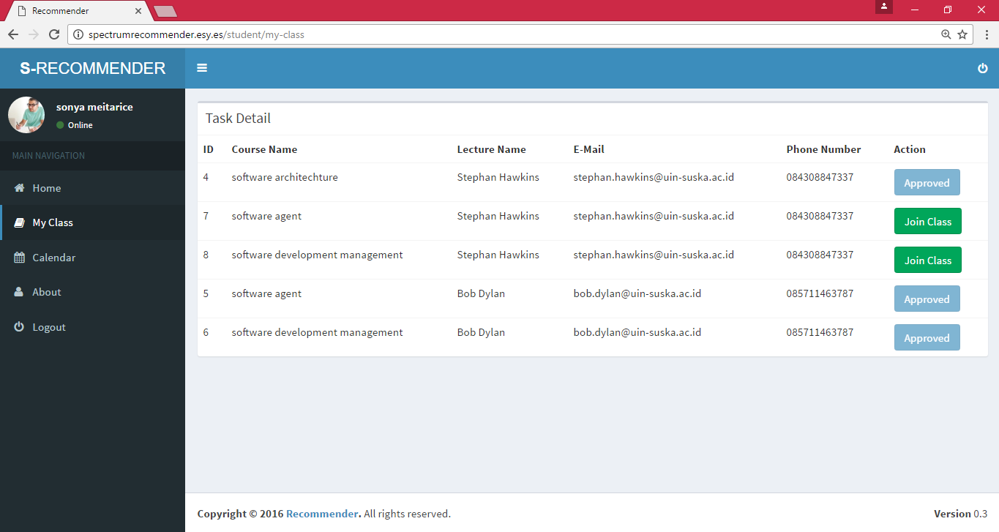 Recommender
spectrumrecommender.esy.es/student/my-class
S-RECOMMENDER
sonya meitarice
Online
MAIN NAVIGATION
Home
My Class
Calendar
About
Logout
Task Detail
ID Course Name Lecture Name E-Mail Phone Number Action
4 software architechture Stephan Hawkins stephan.hawkins@uin-suska.ac.id 084308847337 Approved
7 software agent Stephan Hawkins stephan.hawkins@uin-suska.ac.id 084308847337 Join Class
8 software development management Stephan Hawkins stephan.hawkins@uin-suska.ac.id 084308847337 Join Class
5 software agent Bob Dylan bob.dylan@uin-suska.ac.id 085711463787 Approved
6 software development management Bob Dylan bob.dylan@uin-suska.ac.id 085711463787 Approved
Copyright © 2016 Recommender. All rights reserved. Version 0.3